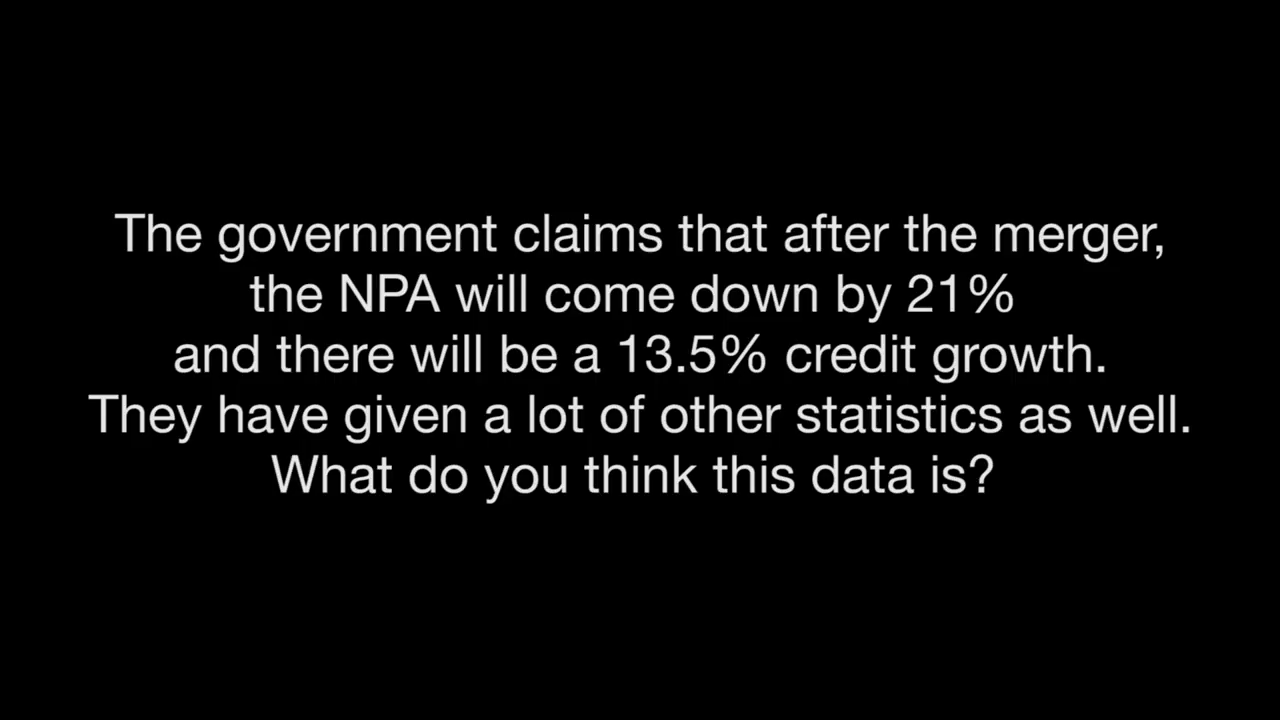 The government claims that after the merger,
the NPA will come down by 21%
and there will be a 13.5% credit growth.
They have given a lot of other statistics as well.
What do you think this data is?